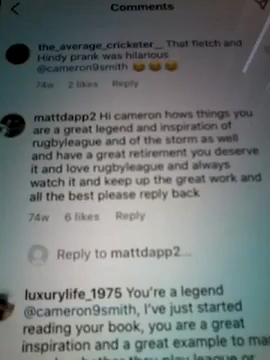 Comments
the_average_cricketer__ That fletch and
Hindy prank was hilarious
@cameron9smith 😂 😂 😂
74w 2 likes Reply
mattdapp2 Hi cameron hows things you
are a great legend and inspiration of
rugbyleague and of the storm as well
and have a great retirement you deserve
it and love rugbyleague and always
watch it and keep up the great work and
all the best please reply back
74w 6 likes Reply
Reply to mattdapp2...
luxurylife_1975 You're a legend
@cameron9smith, I've just started
reading your book, you are a great
inspiration and a great example to